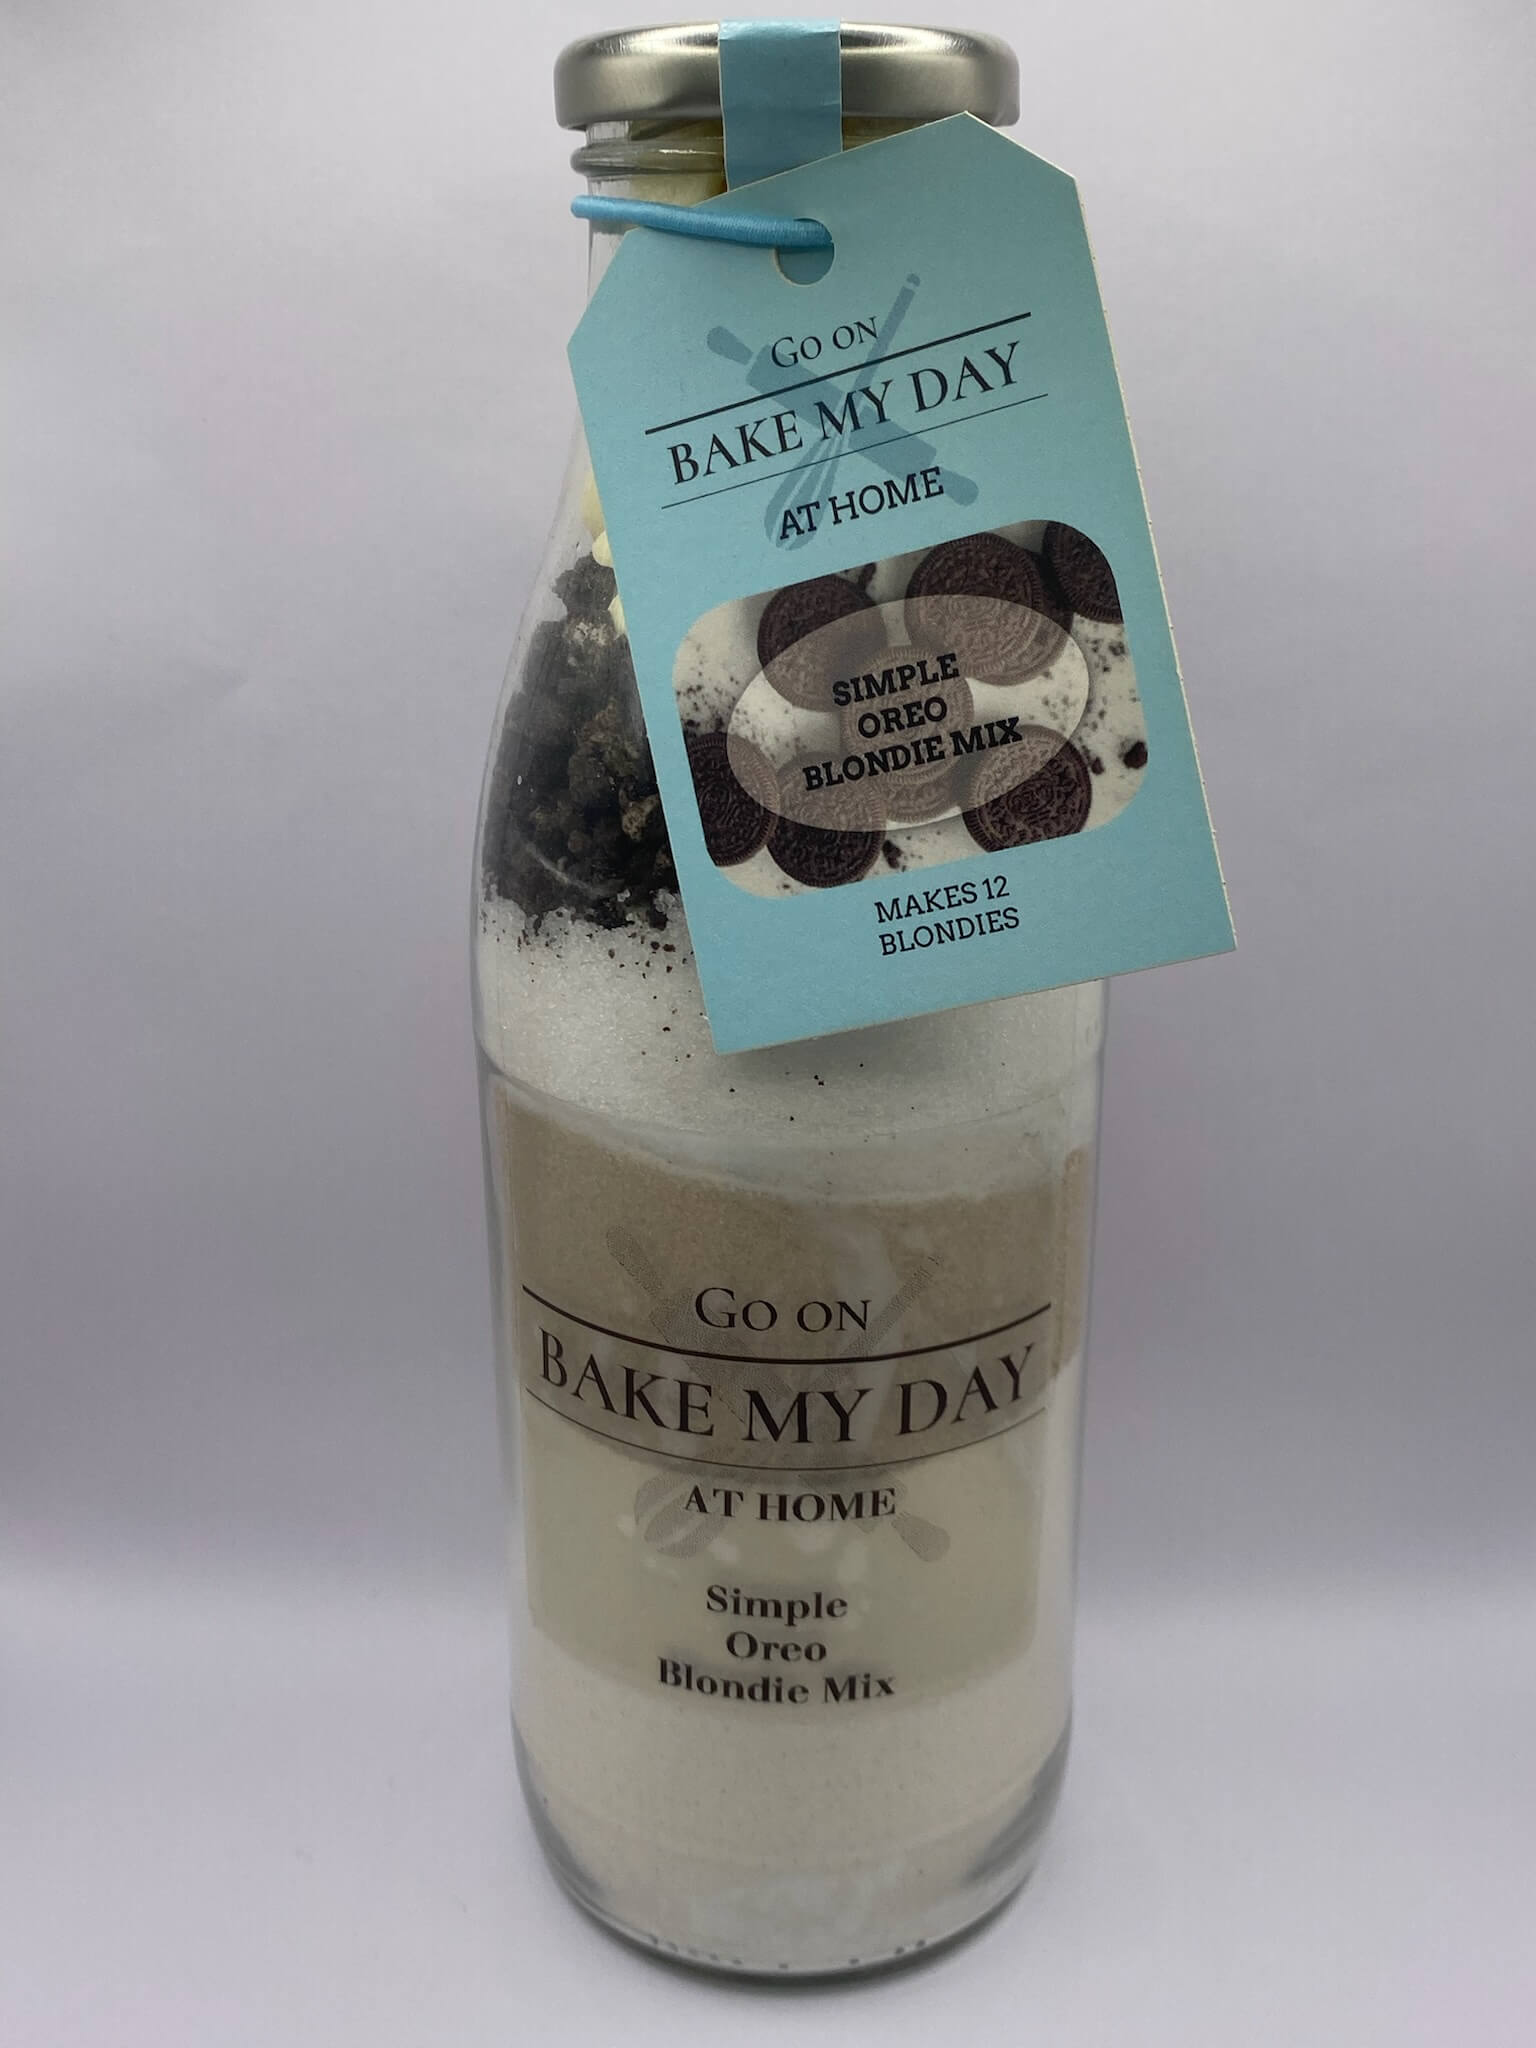 GO ON
BAKE MY DAY
AT HOME
SIMPLE
OREO
BLONDIE MIX
MAKES 12
BLONDIES
GO ON
BAKE MY DAY
AT HOME
Simple
Oreo
Blondie Mix